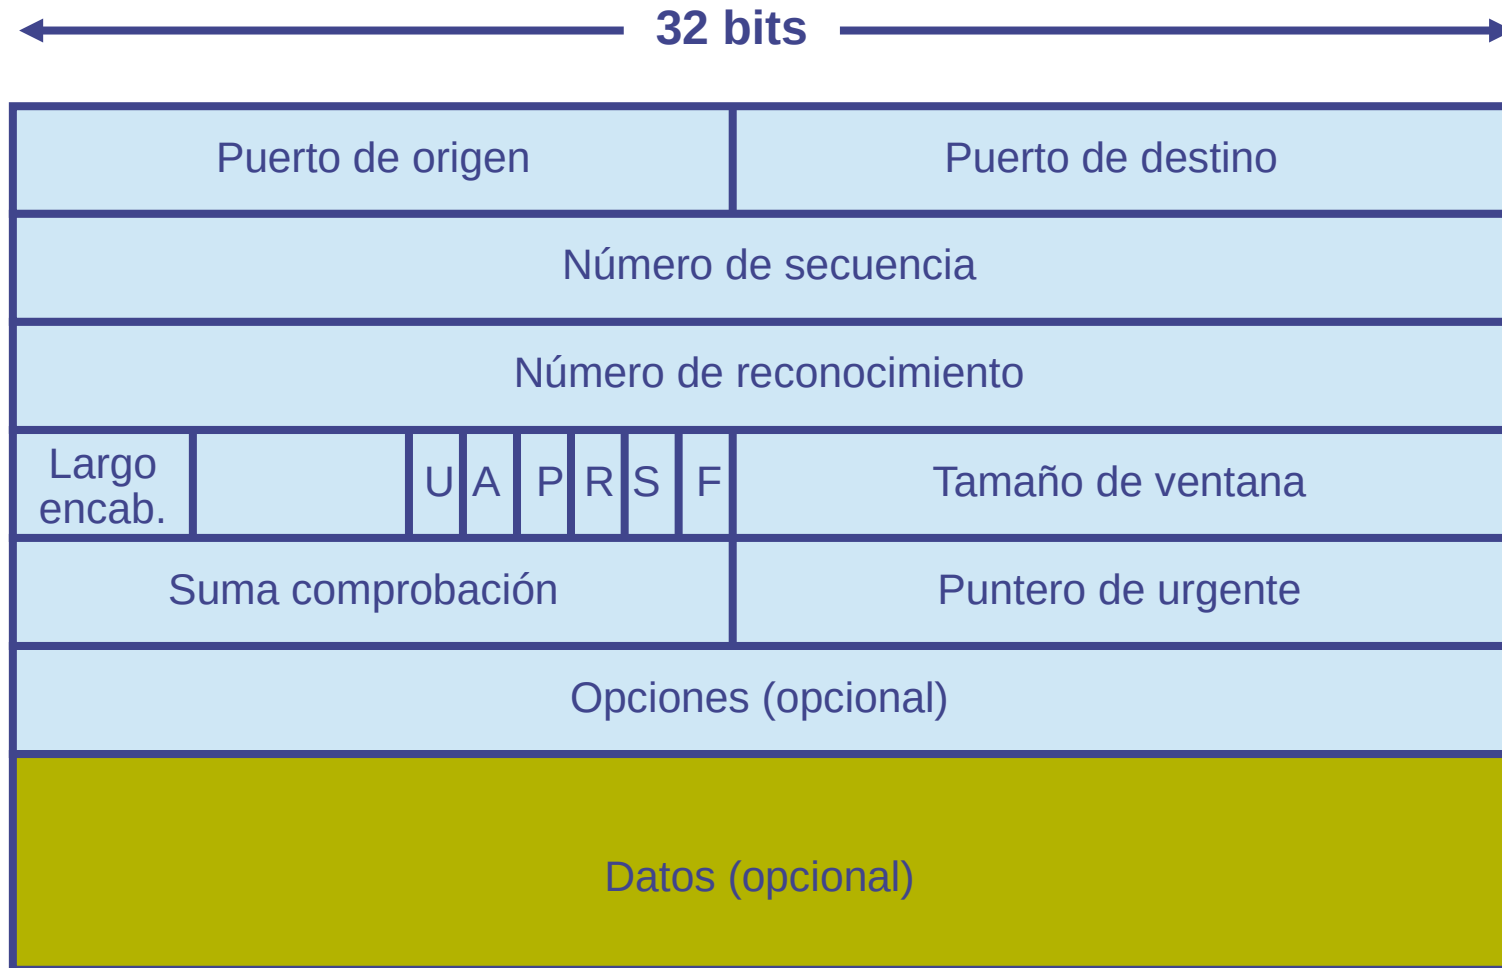 32 bits
Puerto de origen
Puerto de destino
Número de secuencia
Número de reconocimiento
Largo
encab.
U A P R S F
Tamaño de ventana
Suma comprobación
Puntero de urgente
Opciones (opcional)
Datos (opcional)